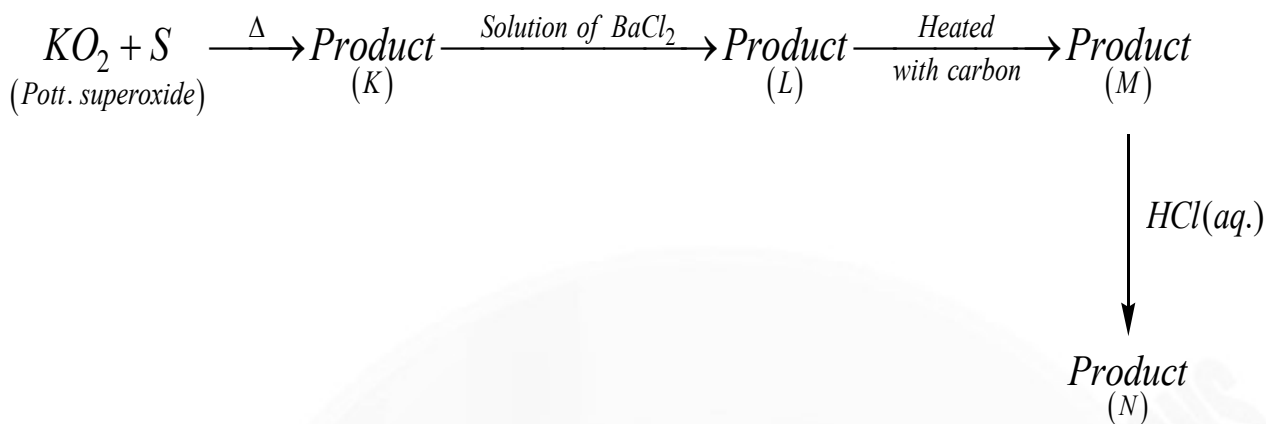 KO₂ + S —Δ→ Product —Solution of BaCl₂→ Product —Heated with carbon→ Product
(Pott. superoxide) (K) (L) (M)
HCl(aq.)
Product
(N)